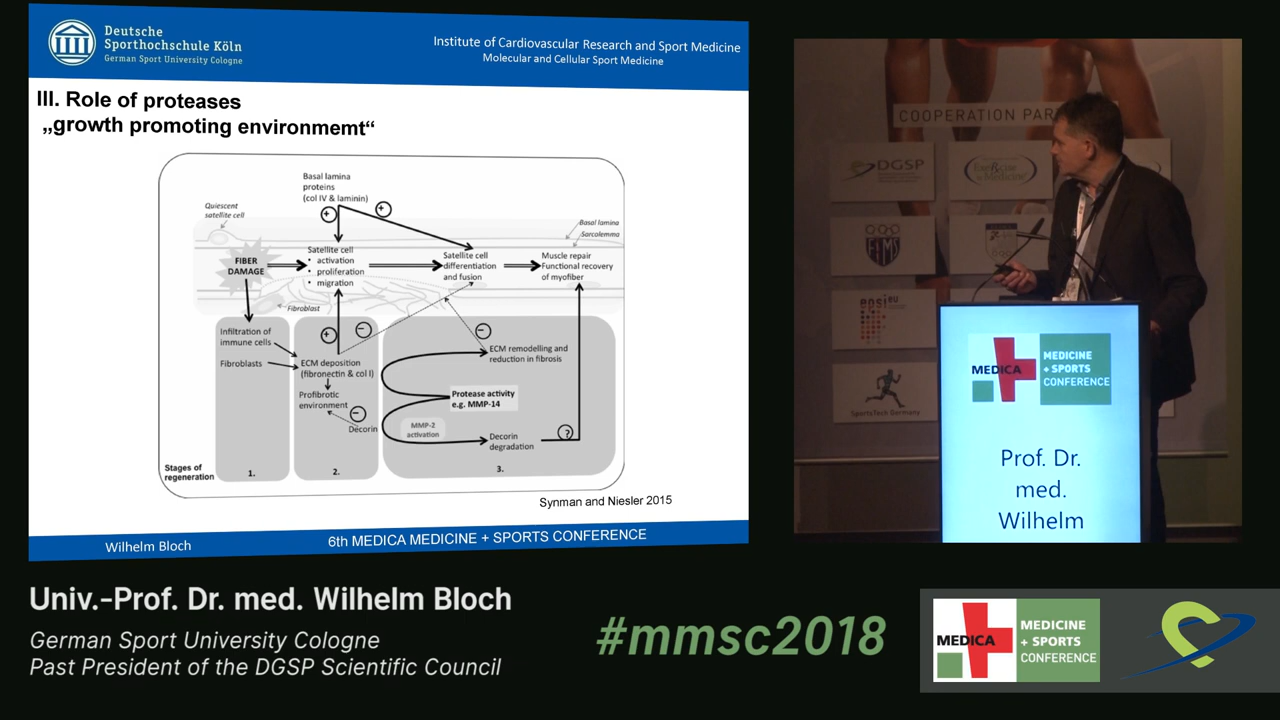 Deutsche
Sporthochschule Köln
German Sport University Cologne
Institute of Cardiovascular Research and Sport Medicine
Molecular and Cellular Sport Medicine
III. Role of proteases
„growth promoting environmemt“
Basal lamina
proteins
(col IV & laminin)
+
+
Quiescent
satellite cell
Basal lamina
Sarcolemma
FIBER
DAMAGE
Satellite cell
• activation
• proliferation
• migration
Satellite cell
differentiation
and fusion
Muscle repair
Functional recovery
of myofiber
Fibroblast
Infiltration of
immune cells
Fibroblasts
+
−
ECM deposition
(fibronectin & col I)
Profibrotic
environment
−
Decorin
−
ECM remodelling and
reduction in fibrosis
Protease activity
e.g. MMP-14
MMP-2
activation
Decorin
degradation
?
Stages of
regeneration
1.
2.
3.
Synman and Niesler 2015
Wilhelm Bloch
6th MEDICA MEDICINE + SPORTS CONFERENCE
COOPERATION PAR
DGSP
Exercise
is Medicine
FIMS
epsi eu
SportsTech Germany
MEDICA
MEDICINE
+ SPORTS
CONFERENCE
Prof. Dr.
med.
Wilhelm
Univ.-Prof. Dr. med. Wilhelm Bloch
German Sport University Cologne
Past President of the DGSP Scientific Council
#mmsc2018
MEDICA
MEDICINE
+ SPORTS
CONFERENCE